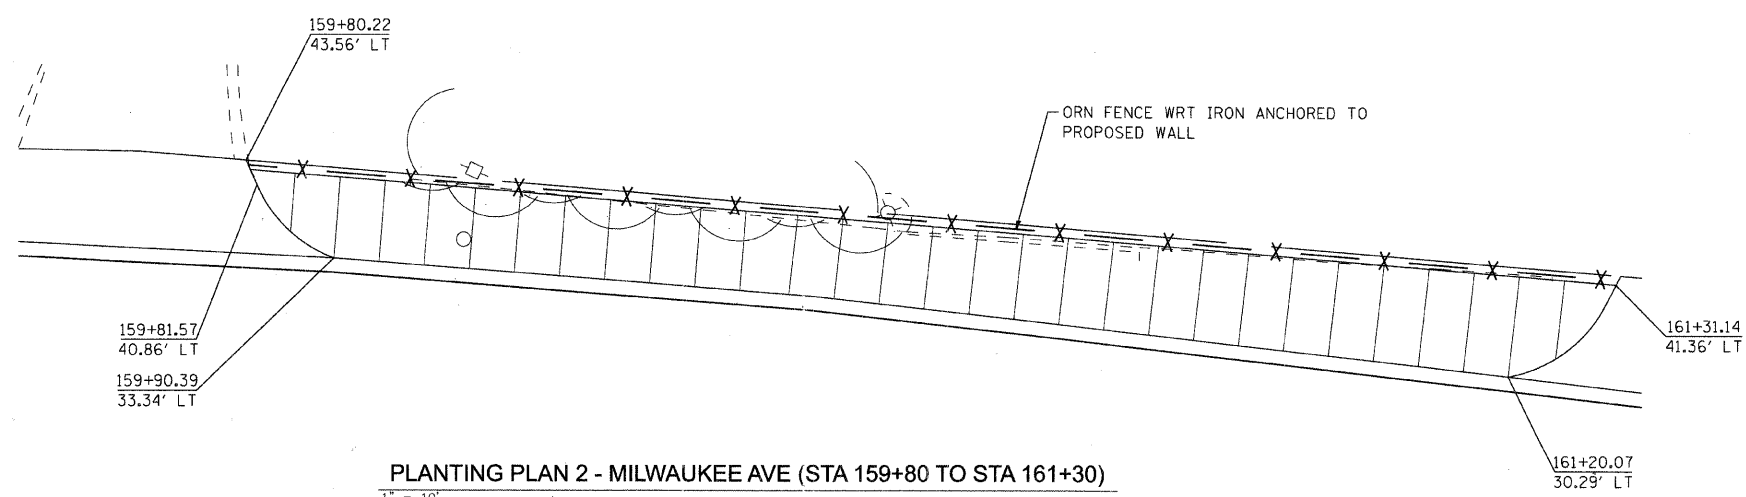 159+80.22
43.56' LT
ORN FENCE WRT IRON ANCHORED TO
PROPOSED WALL
159+81.57
40.86' LT
159+90.39
33.34' LT
161+31.14
41.36' LT
161+20.07
30.29' LT
PLANTING PLAN 2 - MILWAUKEE AVE (STA 159+80 TO STA 161+30)
1" = 10'